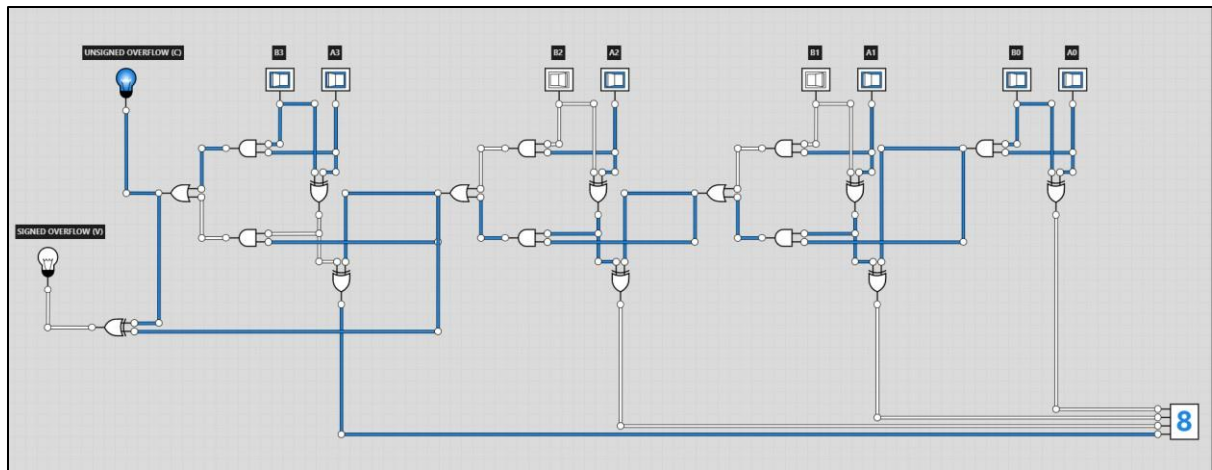 UNSIGNED OVERFLOW (C)
B3
A3
B2
A2
B1
A1
B0
A0
SIGNED OVERFLOW (V)
8